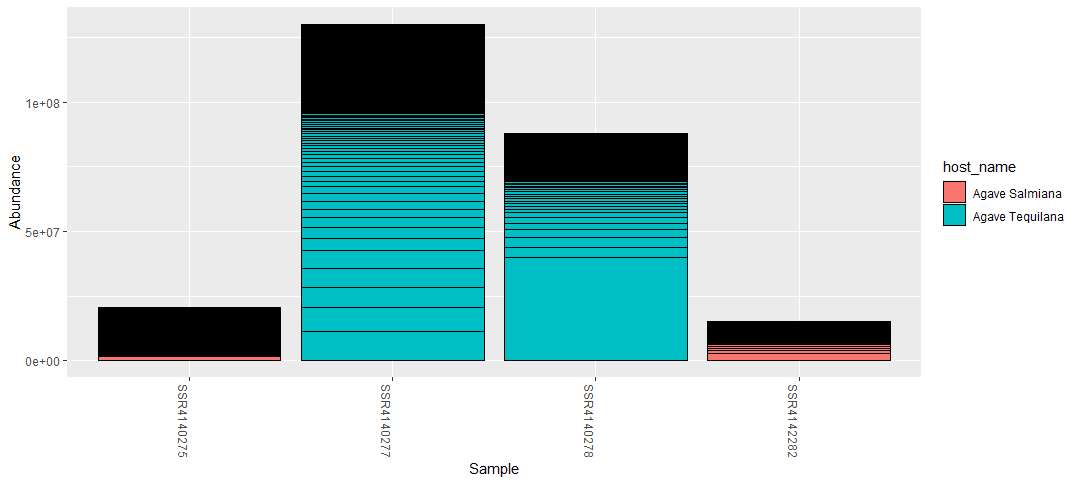 Abundance
1e+08
5e+07
0e+00
SSR4140275
SSR4140277
SSR4140278
SSR4142282
Sample
host_name
Agave Salmiana
Agave Tequilana